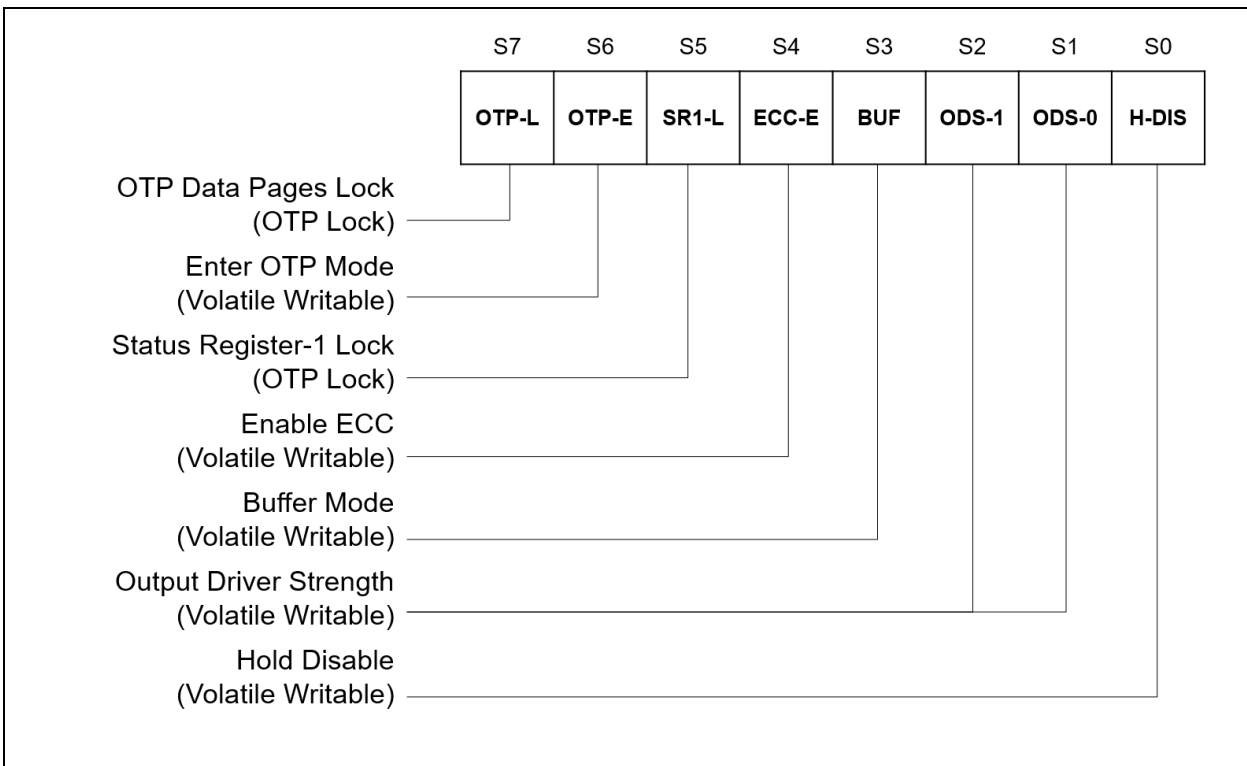 S7 S6 S5 S4 S3 S2 S1 S0
OTP-L OTP-E SR1-L ECC-E BUF ODS-1 ODS-0 H-DIS
OTP Data Pages Lock
(OTP Lock)
Enter OTP Mode
(Volatile Writable)
Status Register-1 Lock
(OTP Lock)
Enable ECC
(Volatile Writable)
Buffer Mode
(Volatile Writable)
Output Driver Strength
(Volatile Writable)
Hold Disable
(Volatile Writable)